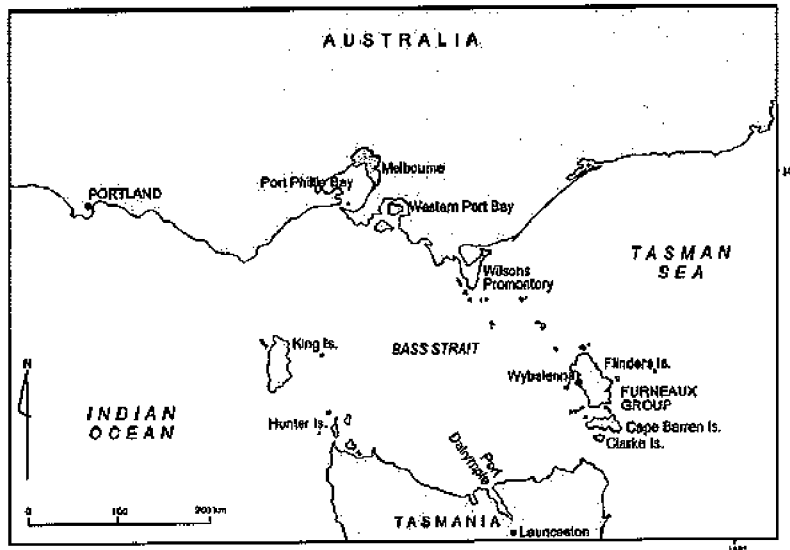 AUSTRALIA
Melbourne
Port Phillip Bay
PORTLAND
Western Port Bay
TASMAN
SEA
Wilsons
Promontory
King Is.
BASS STRAIT
Flinders Is.
Wybalenna
FURNEAUX
GROUP
N
INDIAN
OCEAN
Hunter Is.
Cape Barren Is.
Clarke Is.
Port
Dalrymple
0 100 200 km
TASMANIA
Launceston